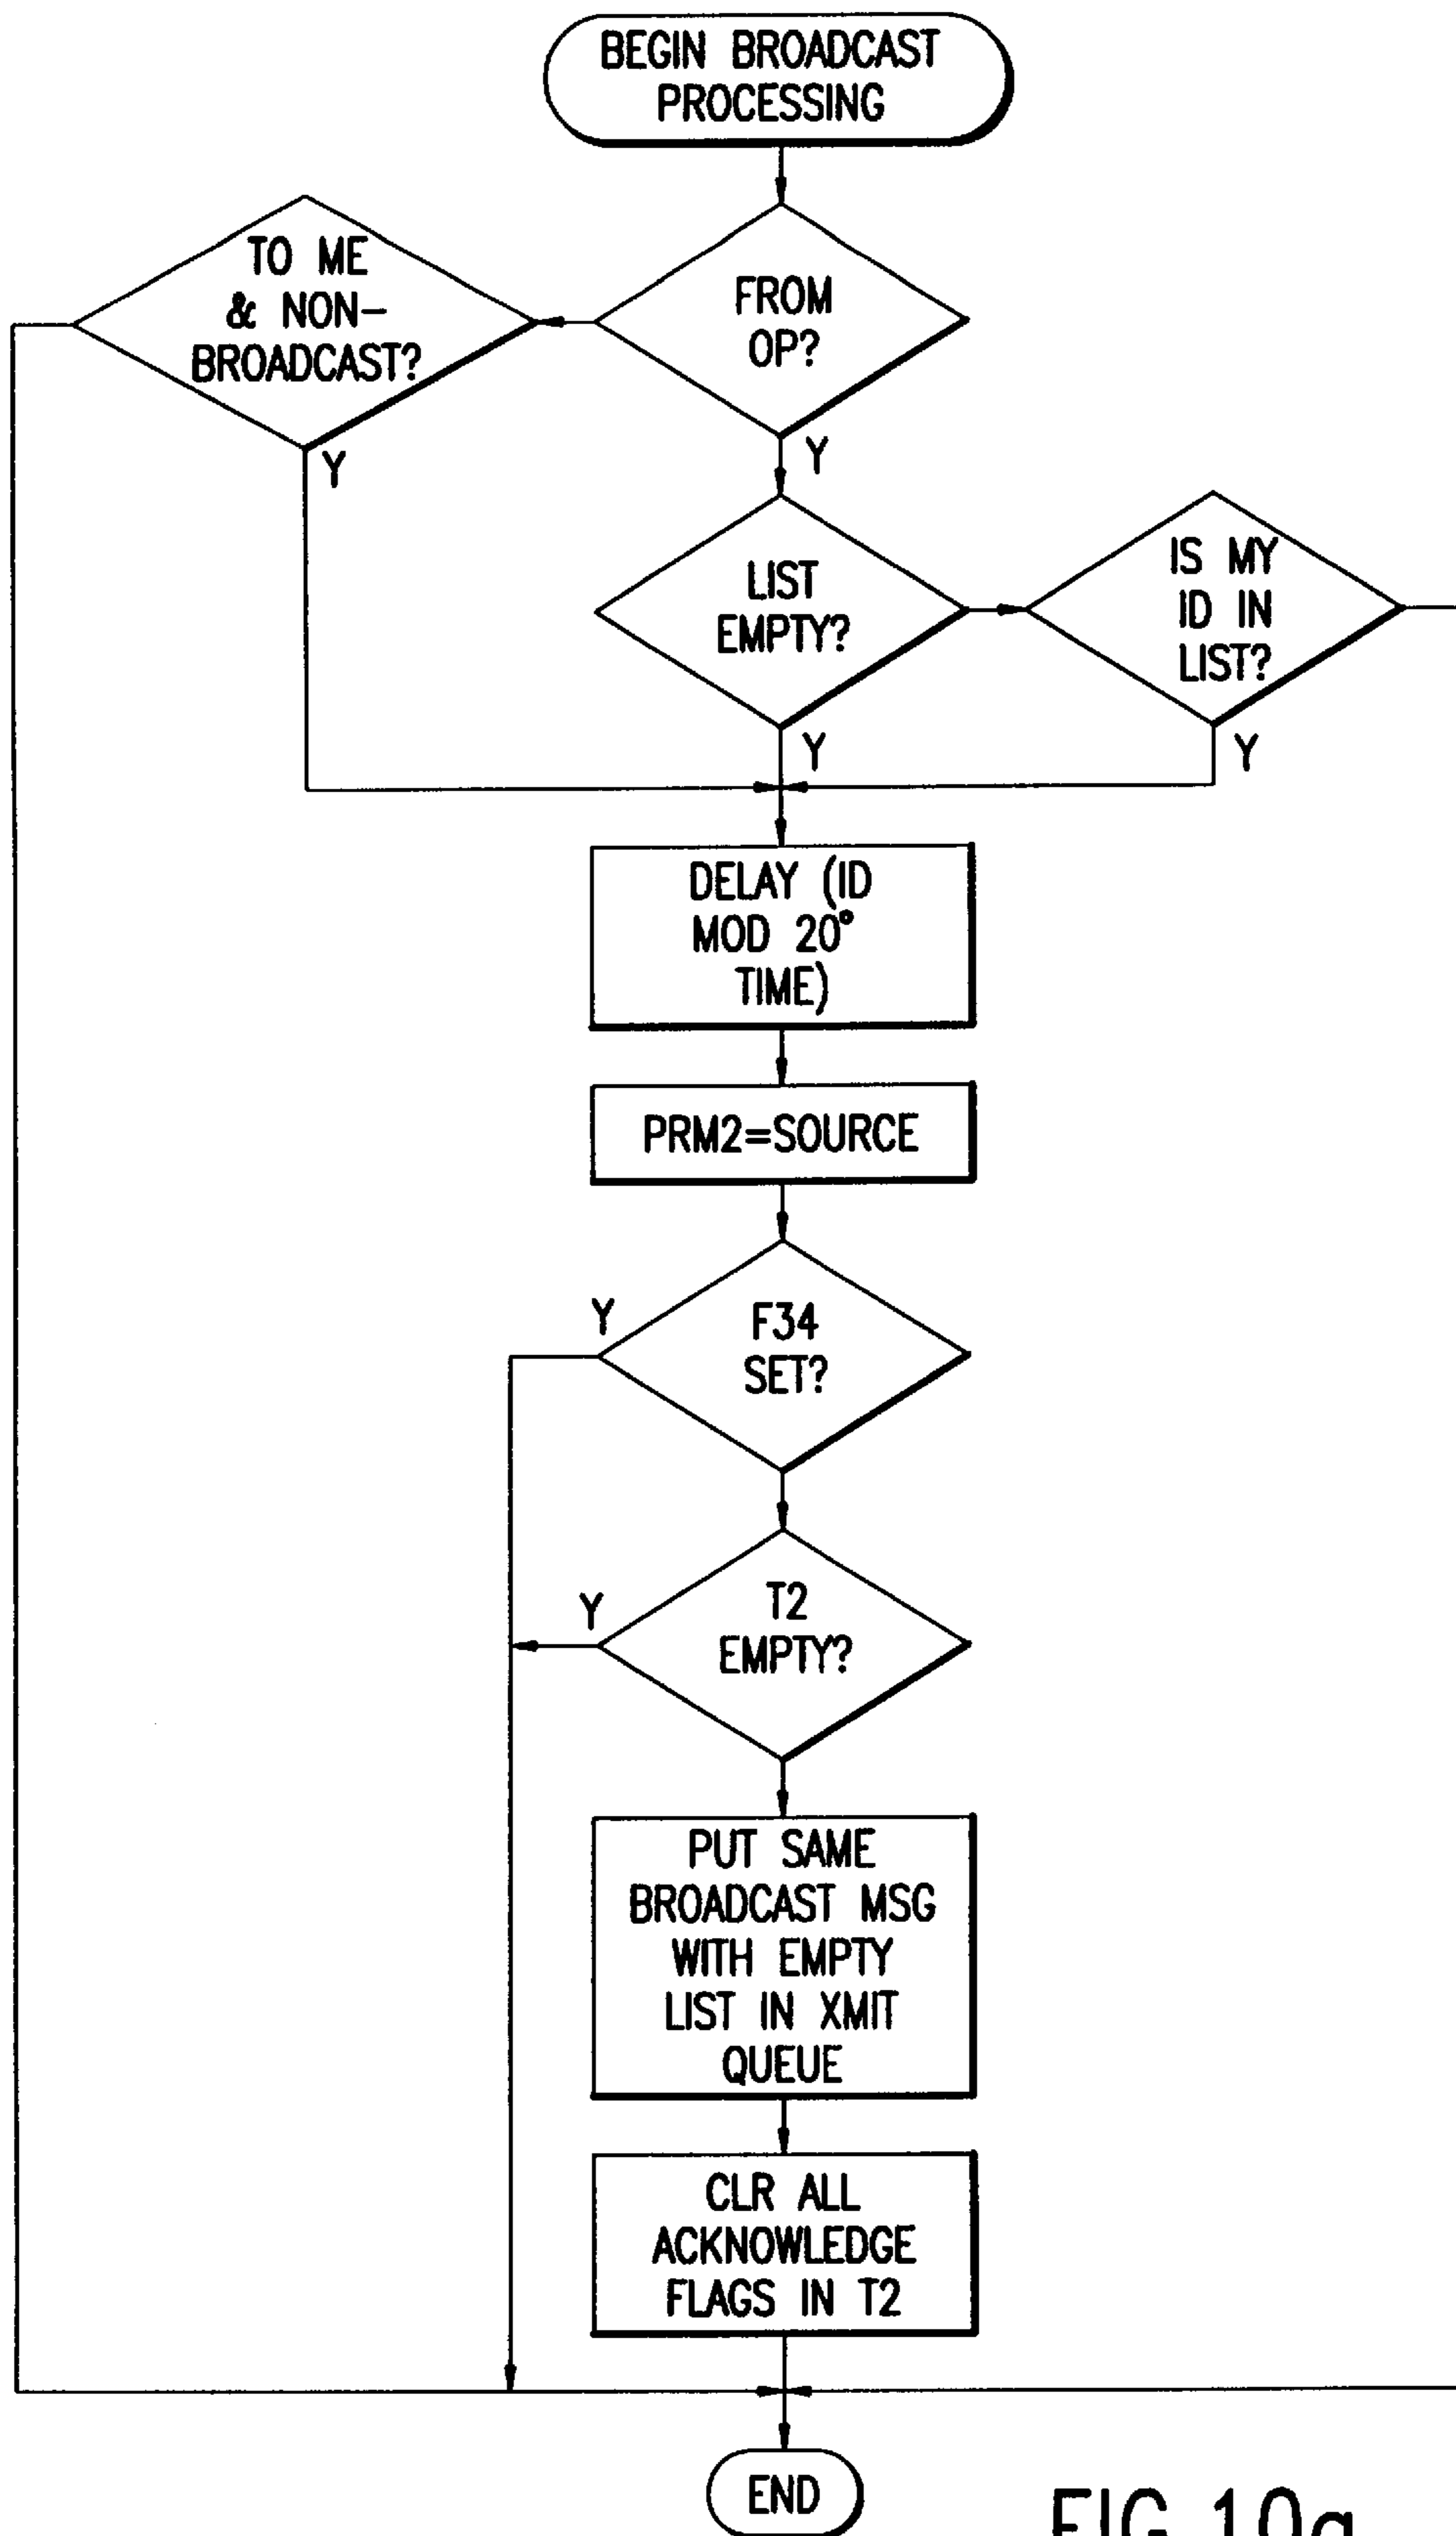 BEGIN BROADCAST
PROCESSING
TO ME
& NON-
BROADCAST?
Y
FROM
OP?
Y
LIST
EMPTY?
Y
IS MY
ID IN
LIST?
Y
DELAY (ID
MOD 20°
TIME)
PRM2=SOURCE
F34
SET?
Y
T2
EMPTY?
Y
PUT SAME
BROADCAST MSG
WITH EMPTY
LIST IN XMIT
QUEUE
CLR ALL
ACKNOWLEDGE
FLAGS IN T2
END
FIG. 10a